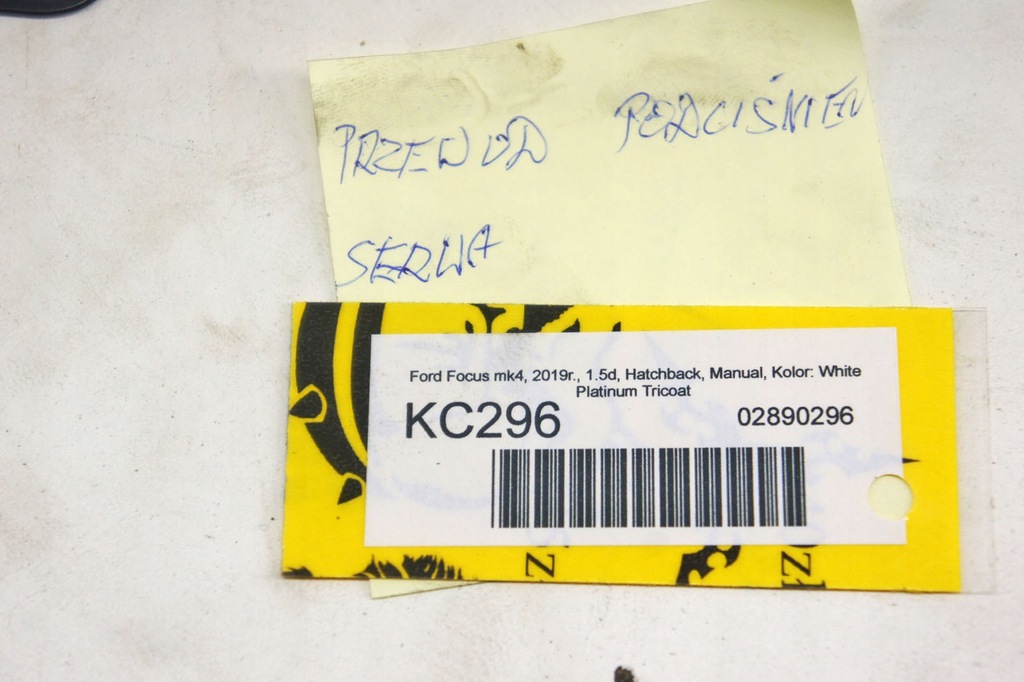 PRZEWÓD PODCIŚNIEN
SERWA
Ford Focus mk4, 2019r., 1.5d, Hatchback, Manual, Kolor: White
Platinum Tricoat
KC296 02890296